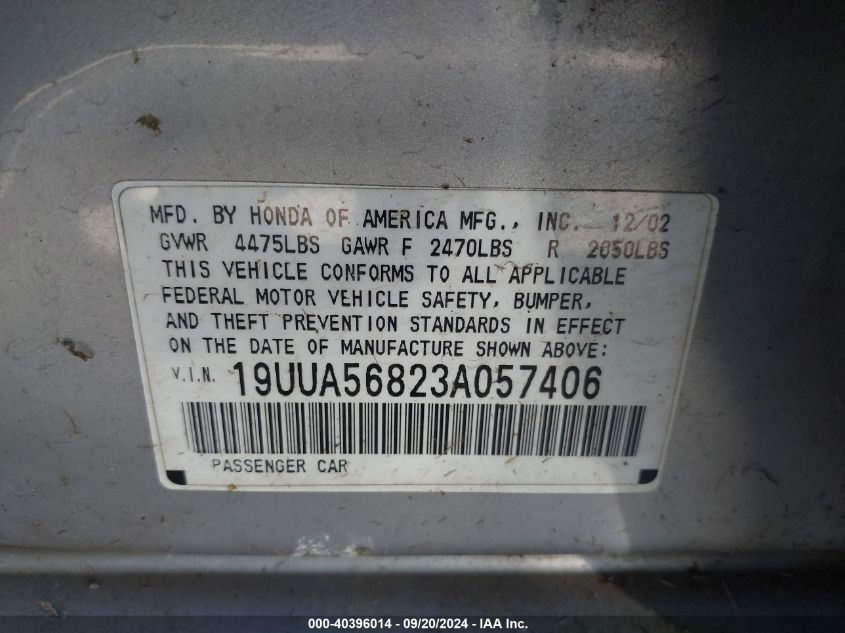 MFD. BY HONDA OF AMERICA MFG., INC. 12/02
GVWR 4475LBS GAWR F 2470LBS R 2050LBS
THIS VEHICLE CONFORMS TO ALL APPLICABLE
FEDERAL MOTOR VEHICLE SAFETY, BUMPER,
AND THEFT PREVENTION STANDARDS IN EFFECT
ON THE DATE OF MANUFACTURE SHOWN ABOVE:
V.I.N. 19UUA56823A057406
PASSENGER CAR
000-40396014 - 09/20/2024 - IAA Inc.